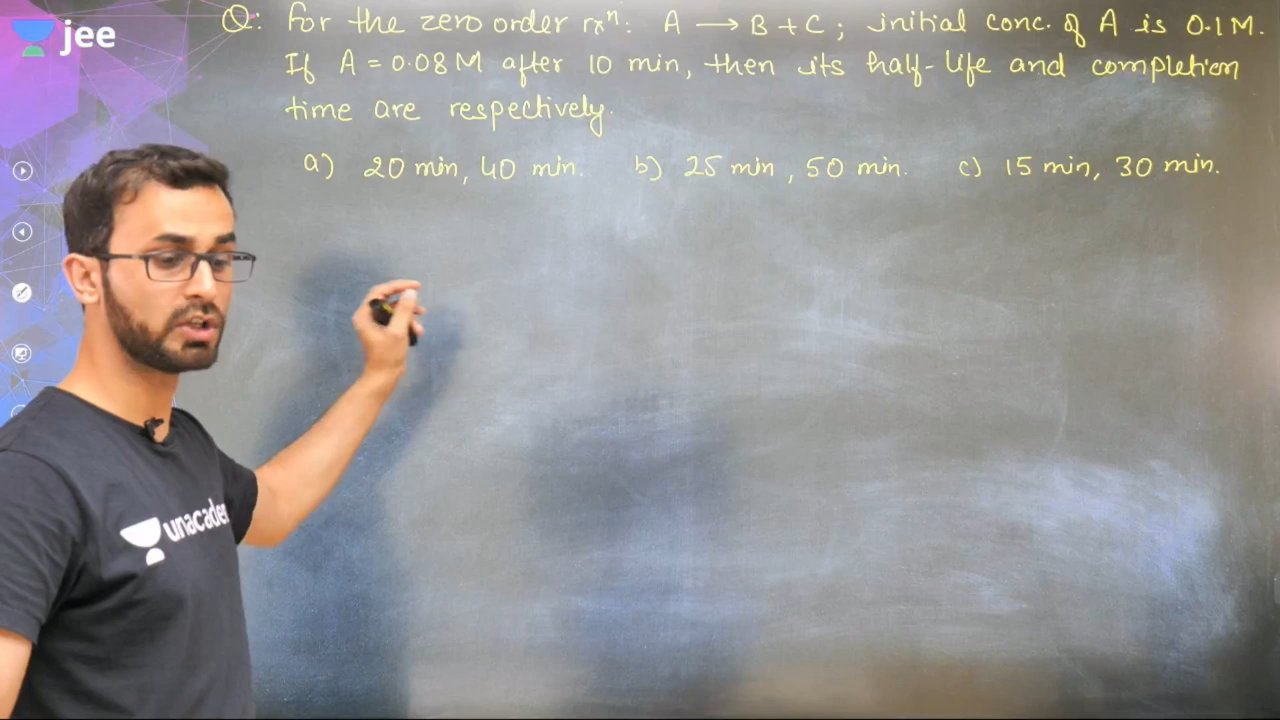 jee
Q: For the zero order rxⁿ: A → B + C ; initial conc. of A is 0.1 M.
If A = 0.08 M after 10 min, then its half-life and completion
time are respectively.
a) 20 min, 40 min. b) 25 min , 50 min. c) 15 min, 30 min.
unacadem